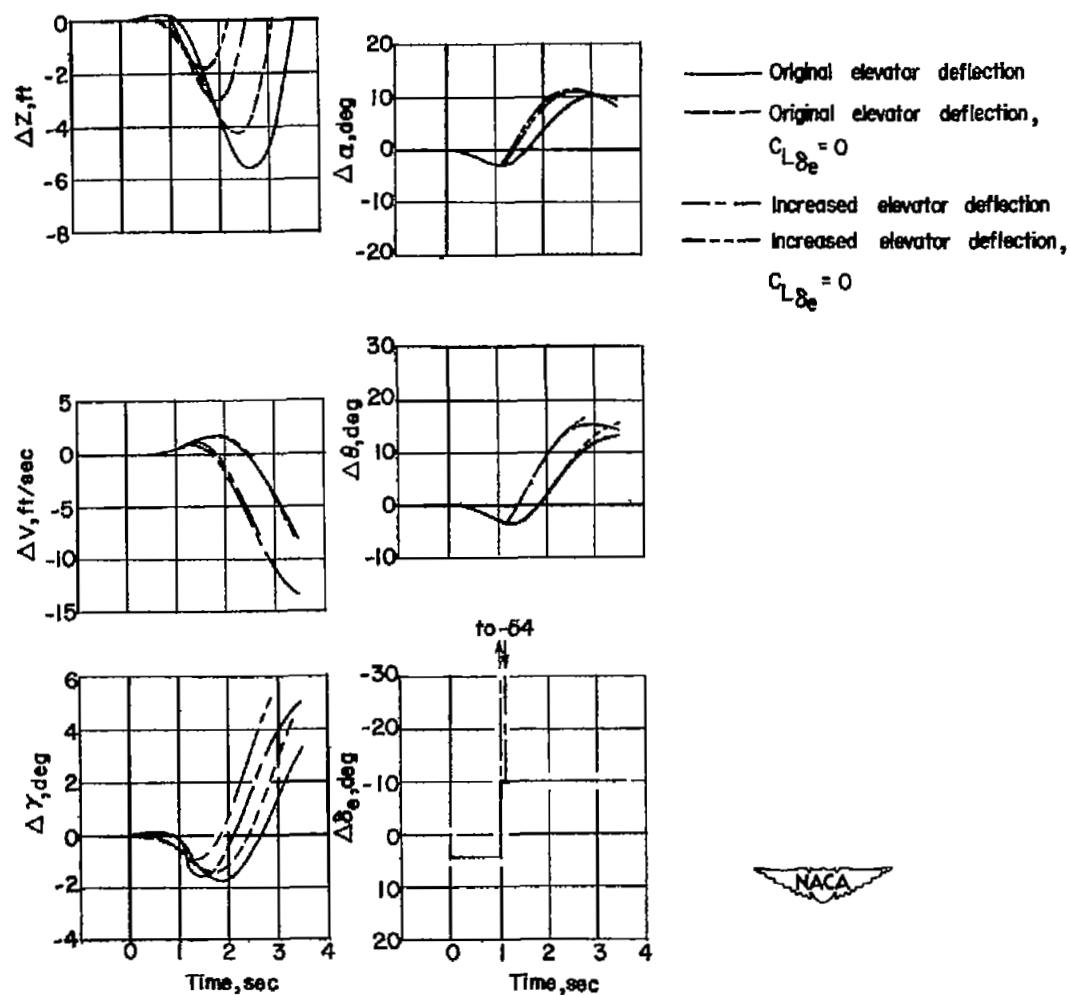 0
-2
-4
-6
-8
ΔZ,ft
20
10
0
-10
-20
Δα,deg
Original elevator deflection
Original elevator deflection,
C_{Lδe} = 0
Increased elevator deflection
Increased elevator deflection,
C_{Lδe} = 0
5
0
-5
-10
-15
ΔV,ft/sec
30
20
10
0
-10
Δθ,deg
to-54
6
4
2
0
-2
-4
Δγ,deg
0 1 2 3 4
Time,sec
-30
-20
-10
0
10
20
Δδe,deg
0 1 2 3 4
Time,sec
NACA